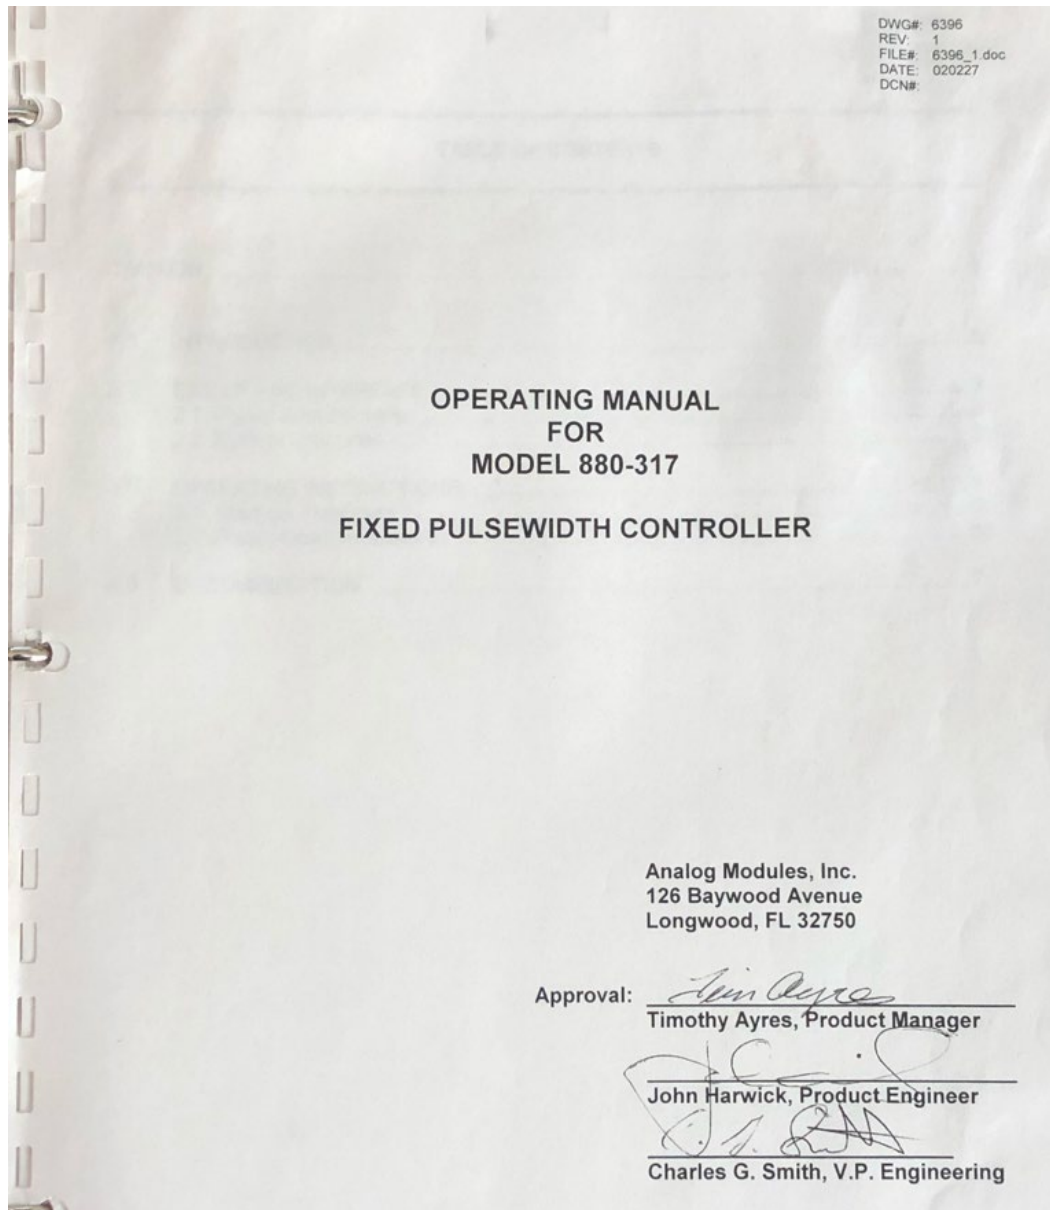 DWG#: 6396
REV: 1
FILE#: 6396_1.doc
DATE: 020227
DCN#:
OPERATING MANUAL
FOR
MODEL 880-317
FIXED PULSEWIDTH CONTROLLER
Analog Modules, Inc.
126 Baywood Avenue
Longwood, FL 32750
Approval: Tim Ayres
Timothy Ayres, Product Manager
John Harwick, Product Engineer
Charles G. Smith, V.P. Engineering